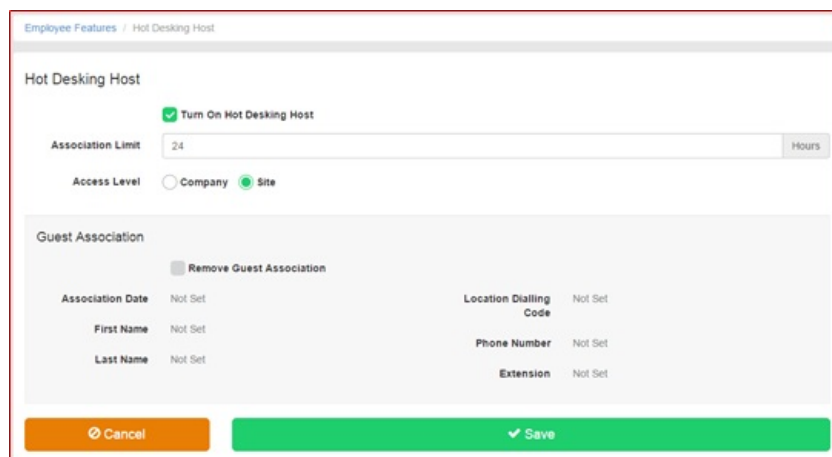 Employee Features / Hot Desking Host
Hot Desking Host
Turn On Hot Desking Host
Association Limit 24 Hours
Access Level Company Site
Guest Association
Remove Guest Association
Association Date Not Set
First Name Not Set
Last Name Not Set
Location Dialling Code Not Set
Phone Number Not Set
Extension Not Set
Cancel Save